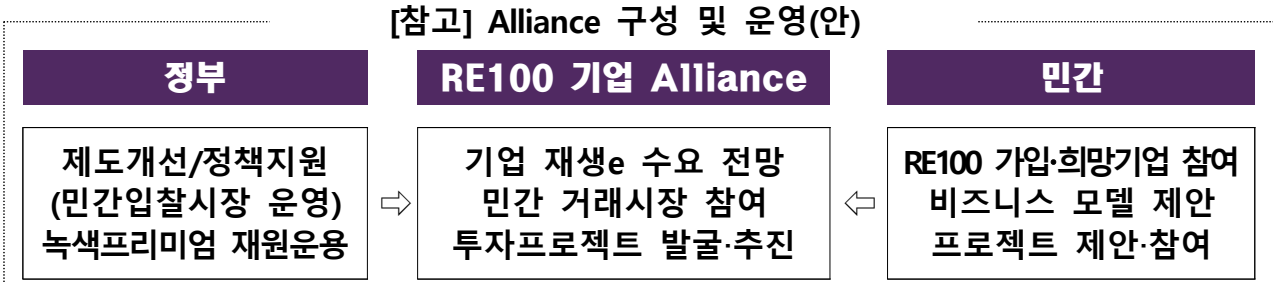 [참고] Alliance 구성 및 운영(안)
정부
RE100 기업 Alliance
민간
제도개선/정책지원
(민간입찰시장 운영)
녹색프리미엄 재원운용
⇨
기업 재생e 수요 전망
민간 거래시장 참여
투자프로젝트 발굴·추진
⇦
RE100 가입·희망기업 참여
비즈니스 모델 제안
프로젝트 제안·참여